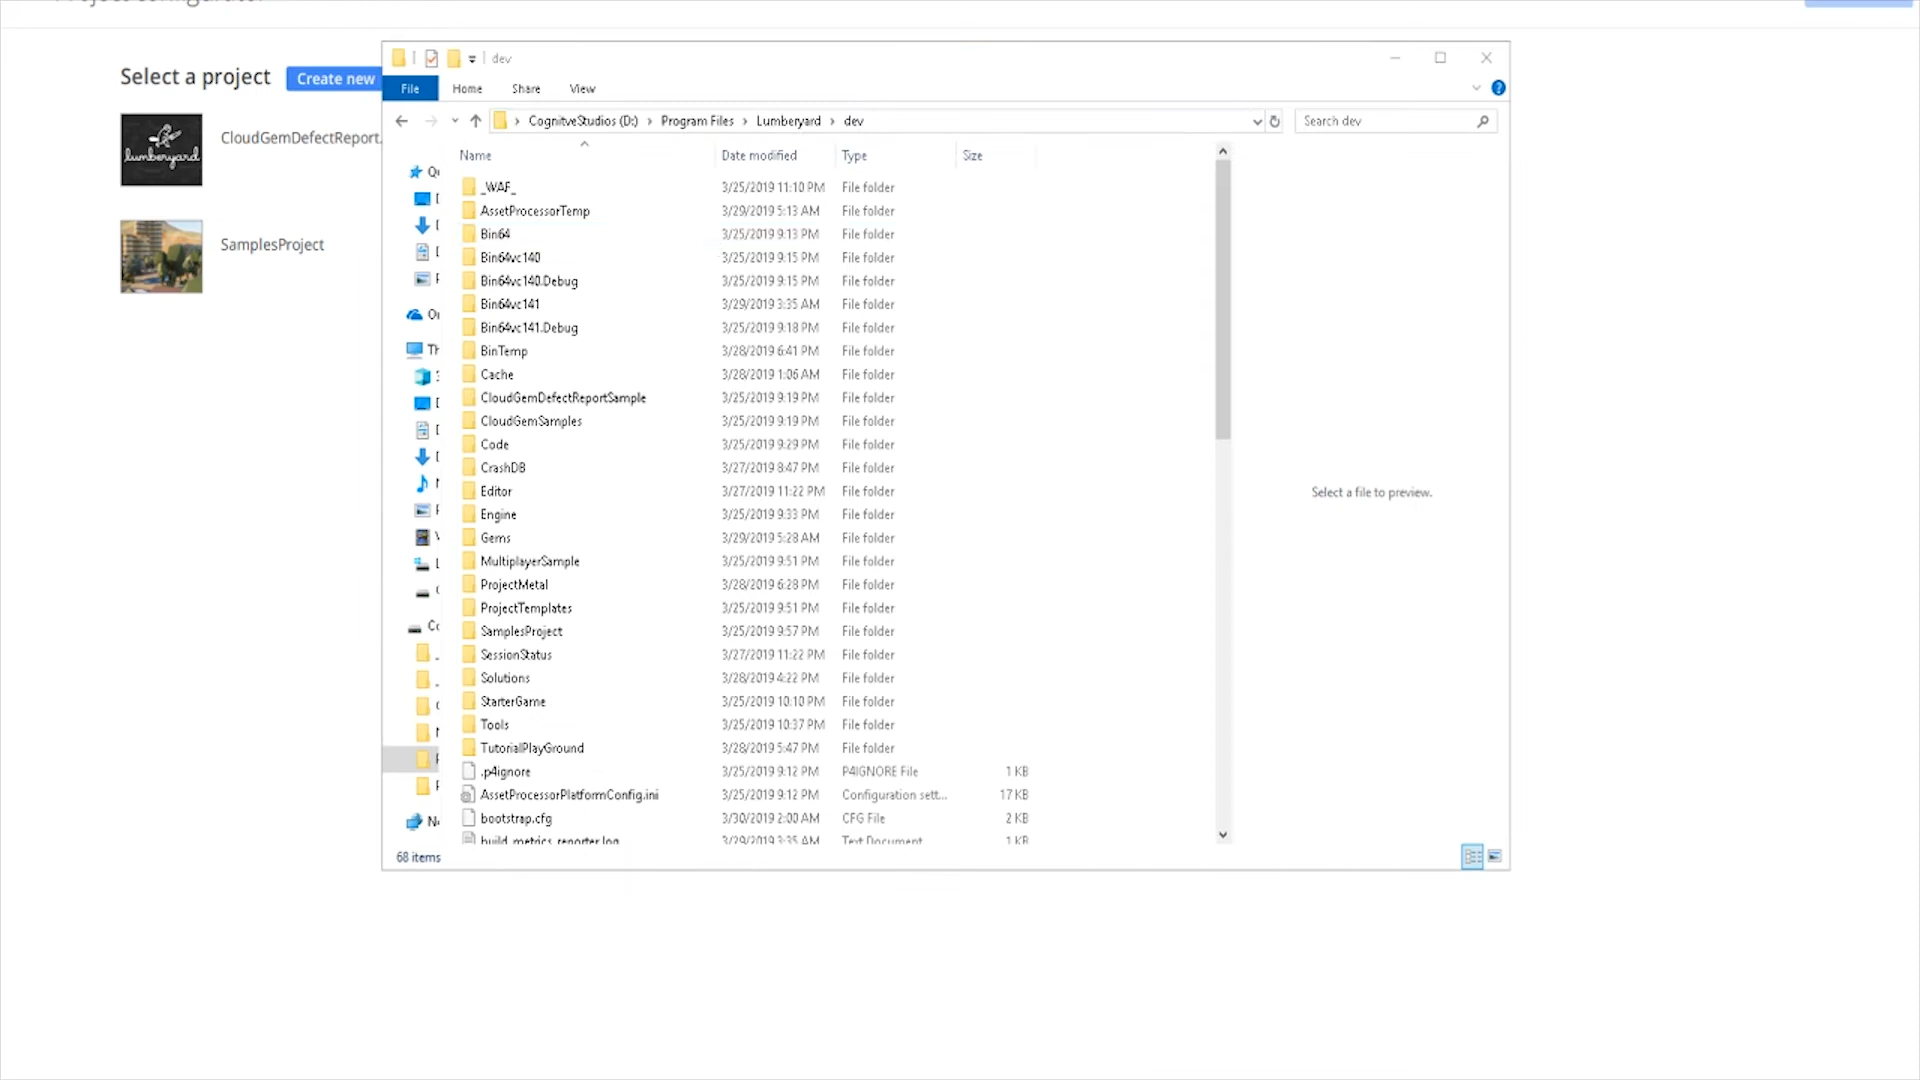 Select a project
Create new
lumberyard
CloudGemDefectReport.
SamplesProject
dev
File Home Share View
CognitveStudios (D:) › Program Files › Lumberyard › dev
Search dev
Name Date modified Type Size
_WAF_ 3/25/2019 11:10 PM File folder
AssetProcessorTemp 3/29/2019 5:13 AM File folder
Bin64 3/25/2019 9:13 PM File folder
Bin64vc140 3/25/2019 9:15 PM File folder
Bin64vc140.Debug 3/25/2019 9:15 PM File folder
Bin64vc141 3/29/2019 3:35 AM File folder
Bin64vc141.Debug 3/25/2019 9:18 PM File folder
BinTemp 3/28/2019 6:41 PM File folder
Cache 3/28/2019 1:06 AM File folder
CloudGemDefectReportSample 3/25/2019 9:19 PM File folder
CloudGemSamples 3/25/2019 9:19 PM File folder
Code 3/25/2019 9:29 PM File folder
CrashDB 3/27/2019 8:47 PM File folder
Editor 3/27/2019 11:22 PM File folder
Engine 3/25/2019 9:33 PM File folder
Gems 3/29/2019 5:28 AM File folder
MultiplayerSample 3/25/2019 9:51 PM File folder
ProjectMetal 3/28/2019 6:28 PM File folder
ProjectTemplates 3/25/2019 9:51 PM File folder
SamplesProject 3/25/2019 9:57 PM File folder
SessionStatus 3/27/2019 11:22 PM File folder
Solutions 3/28/2019 4:22 PM File folder
StarterGame 3/25/2019 10:10 PM File folder
Tools 3/25/2019 10:37 PM File folder
TutorialPlayGround 3/28/2019 5:47 PM File folder
.p4ignore 3/25/2019 9:12 PM P4IGNORE File 1 KB
AssetProcessorPlatformConfig.ini 3/25/2019 9:12 PM Configuration sett... 17 KB
bootstrap.cfg 3/30/2019 2:00 AM CFG File 2 KB
build_metrics_reporter.log 3/29/2019 3:35 AM Text Document 1 KB
Select a file to preview.
68 items